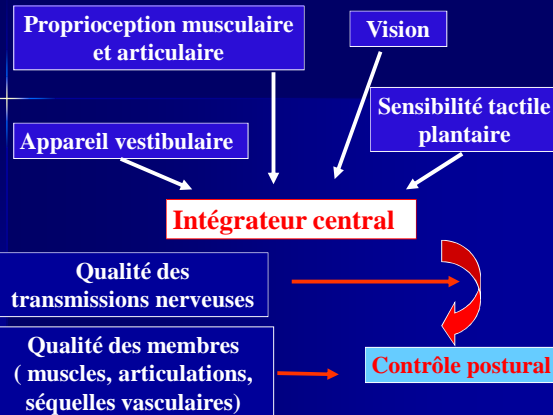 Proprioception musculaire
et articulaire
Vision
Sensibilité tactile
plantaire
Appareil vestibulaire
Intégrateur central
Qualité des
transmissions nerveuses
Qualité des membres
( muscles, articulations,
séquelles vasculaires)
Contrôle postural